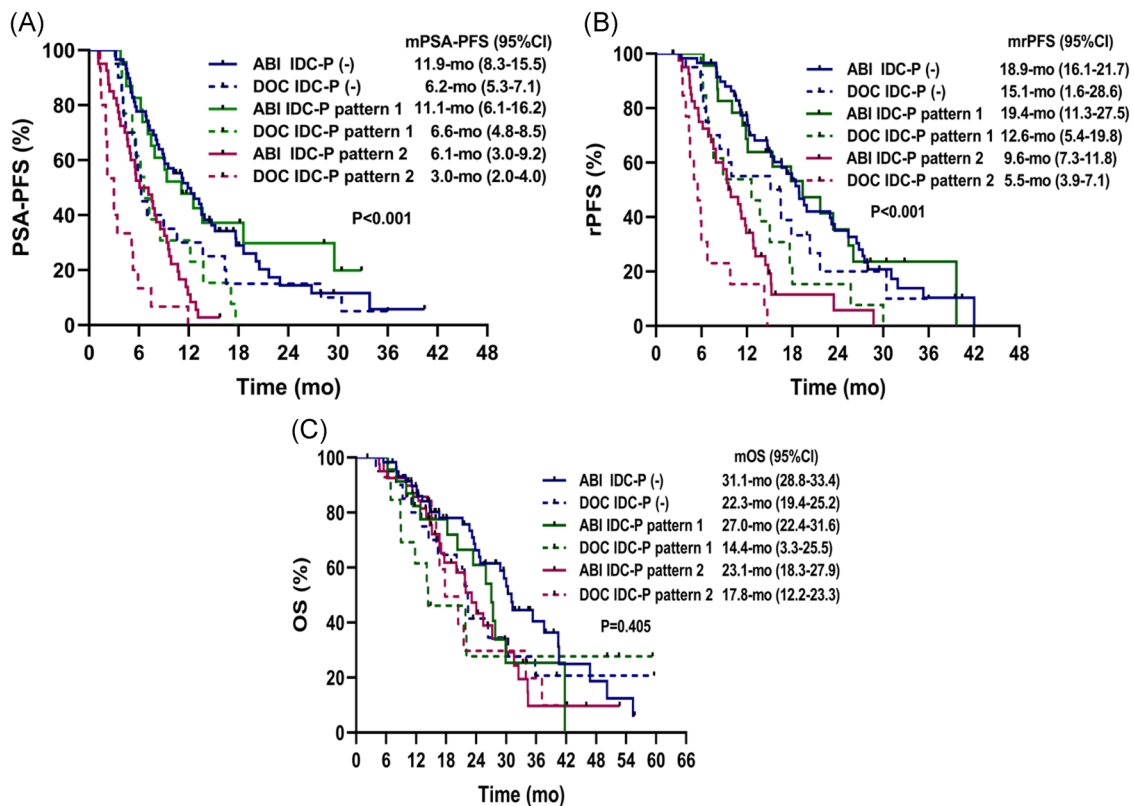 (A)
mPSA-PFS (95%CI)
ABI IDC-P (-) 11.9-mo (8.3-15.5)
DOC IDC-P (-) 6.2-mo (5.3-7.1)
ABI IDC-P pattern 1 11.1-mo (6.1-16.2)
DOC IDC-P pattern 1 6.6-mo (4.8-8.5)
ABI IDC-P pattern 2 6.1-mo (3.0-9.2)
DOC IDC-P pattern 2 3.0-mo (2.0-4.0)
P<0.001
PSA-PFS (%)
100
80
60
40
20
0
0 6 12 18 24 30 36 42 48
Time (mo)
(B)
mrPFS (95%CI)
ABI IDC-P (-) 18.9-mo (16.1-21.7)
DOC IDC-P (-) 15.1-mo (1.6-28.6)
ABI IDC-P pattern 1 19.4-mo (11.3-27.5)
DOC IDC-P pattern 1 12.6-mo (5.4-19.8)
ABI IDC-P pattern 2 9.6-mo (7.3-11.8)
DOC IDC-P pattern 2 5.5-mo (3.9-7.1)
P<0.001
rPFS (%)
100
80
60
40
20
0
0 6 12 18 24 30 36 42 48
Time (mo)
(C)
mOS (95%CI)
ABI IDC-P (-) 31.1-mo (28.8-33.4)
DOC IDC-P (-) 22.3-mo (19.4-25.2)
ABI IDC-P pattern 1 27.0-mo (22.4-31.6)
DOC IDC-P pattern 1 14.4-mo (3.3-25.5)
ABI IDC-P pattern 2 23.1-mo (18.3-27.9)
DOC IDC-P pattern 2 17.8-mo (12.2-23.3)
P=0.405
OS (%)
100
80
60
40
20
0
0 6 12 18 24 30 36 42 48 54 60 66
Time (mo)